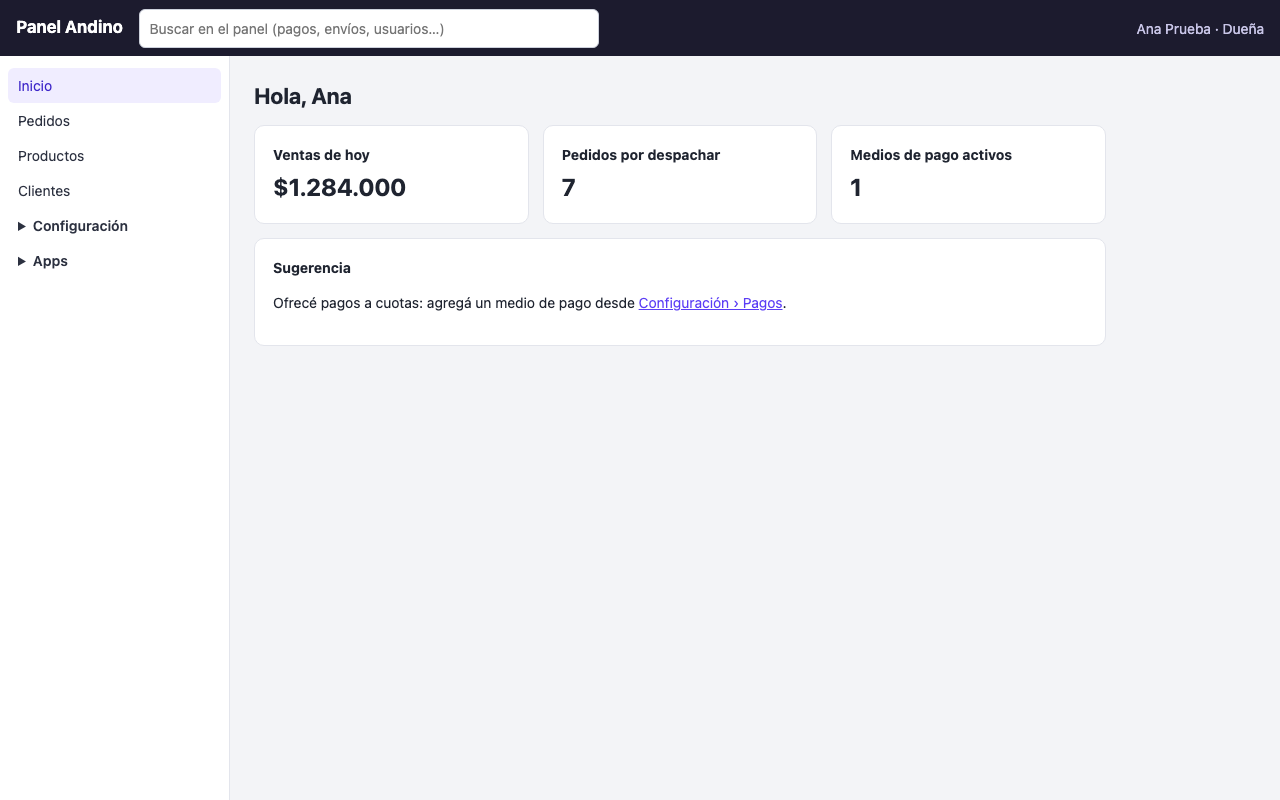 Panel Andino
Buscar en el panel (pagos, envíos, usuarios…)
Ana Prueba · Dueña
Inicio
Pedidos
Productos
Clientes
Configuración
Apps
Hola, Ana
Ventas de hoy
$1.284.000
Pedidos por despachar
7
Medios de pago activos
1
Sugerencia
Ofrecé pagos a cuotas: agregá un medio de pago desde Configuración › Pagos.